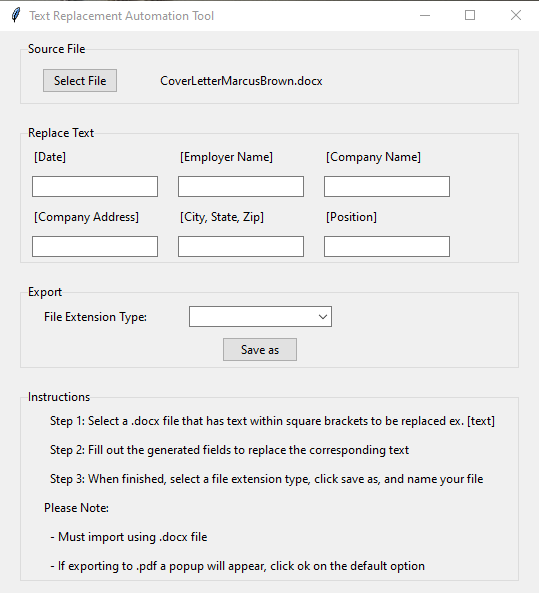 Text Replacement Automation Tool
Source File
Select File CoverLetterMarcusBrown.docx
Replace Text
[Date] [Employer Name] [Company Name]
[Company Address] [City, State, Zip] [Position]
Export
File Extension Type:
Save as
Instructions
Step 1: Select a .docx file that has text within square brackets to be replaced ex. [text]
Step 2: Fill out the generated fields to replace the corresponding text
Step 3: When finished, select a file extension type, click save as, and name your file
Please Note:
- Must import using .docx file
- If exporting to .pdf a popup will appear, click ok on the default option